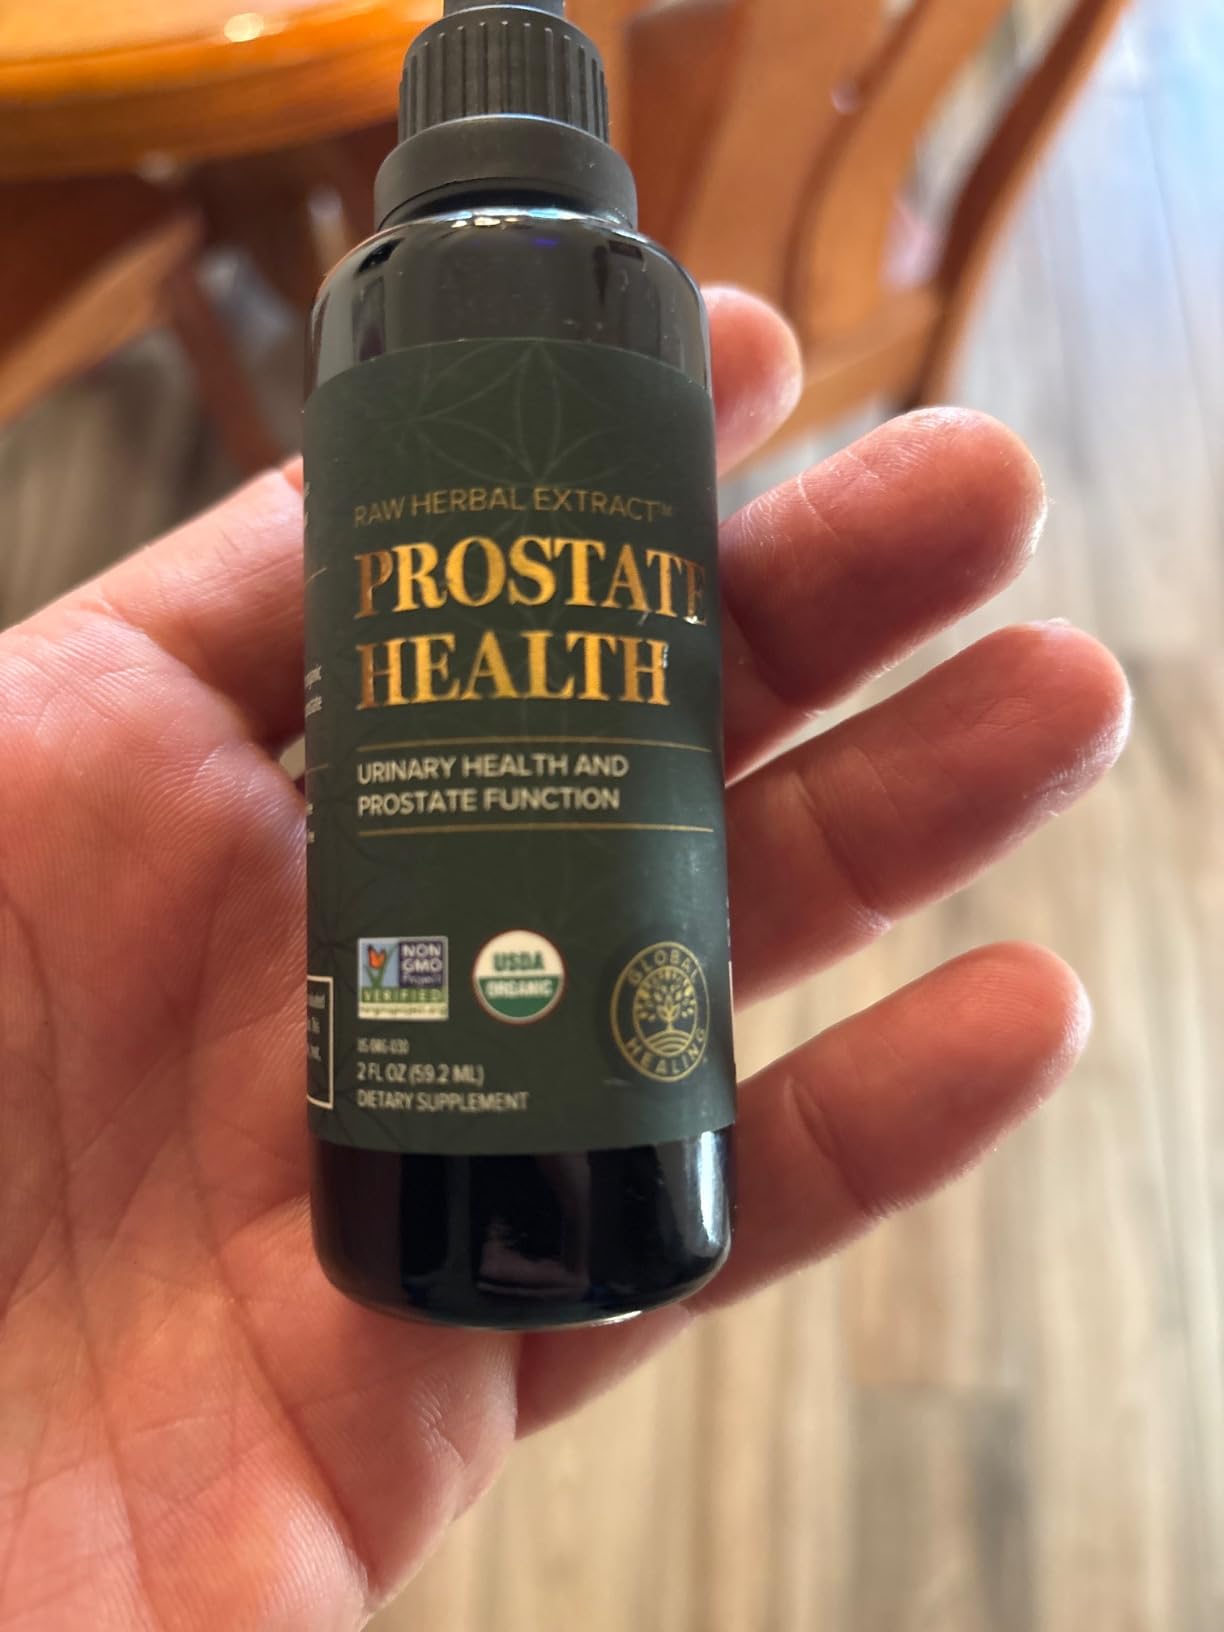 RAW HERBAL EXTRACT™
PROSTATE
HEALTH
URINARY HEALTH AND
PROSTATE FUNCTION
NON
GMO
Project
VERIFIED
USDA
ORGANIC
GLOBAL
HEALING
2 FL OZ (59.2 ML)
DIETARY SUPPLEMENT